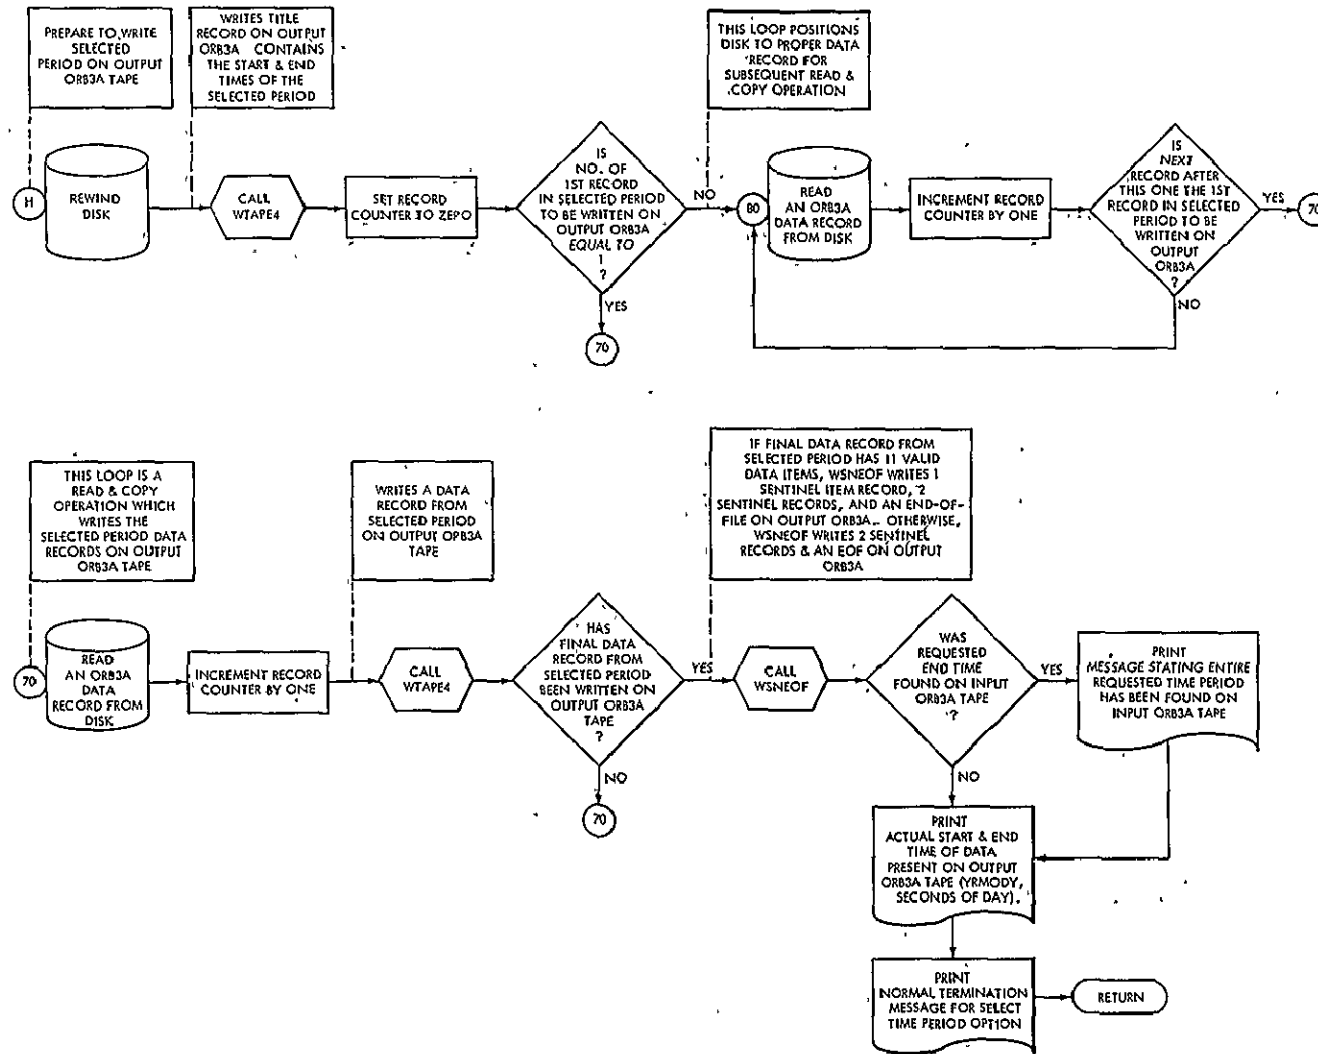 PREPARE TO WRITE
SELECTED
PERIOD ON OUTPUT
ORB3A TAPE
WRITES TITLE
RECORD ON OUTPUT
ORB3A CONTAINS
THE START & END
TIMES OF THE
SELECTED PERIOD
THIS LOOP POSITIONS
DISK TO PROPER DATA
RECORD FOR
SUBSEQUENT READ &
COPY OPERATION
H
REWIND
DISK
CALL
WTAPE4
SET RECORD
COUNTER TO ZEPO
IS
NO. OF
1ST RECORD
IN SELECTED PERIOD
TO BE WRITTEN ON
OUTPUT ORB3A
EQUAL TO
1
?
NO
YES
70
80
READ
AN ORB3A
DATA RECORD
FROM DISK
INCREMENT RECORD
COUNTER BY ONE
IS
NEXT
RECORD AFTER
THIS ONE THE 1ST
RECORD IN SELECTED
PERIOD TO BE
WRITTEN ON
OUTPUT
ORB3A
?
YES
70
NO
THIS LOOP IS A
READ & COPY
OPERATION WHICH
WRITES THE
SELECTED PERIOD DATA
RECORDS ON OUTPUT
ORB3A TAPE
WRITES A DATA
RECORD FROM
SELECTED PERIOD
ON OUTPUT OPB3A
TAPE
IF FINAL DATA RECORD FROM
SELECTED PERIOD HAS 11 VALID
DATA ITEMS, WSNEOF WRITES 1
SENTINEL ITEM RECORD, 2
SENTINEL RECORDS, AND AN END-OF-
FILE ON OUTPUT ORB3A. OTHERWISE,
WSNEOF WRITES 2 SENTINEL
RECORDS & AN EOF ON OUTPUT
ORB3A
70
READ
AN ORB3A
DATA
RECORD FROM
DISK
INCREMENT RECORD
COUNTER BY ONE
CALL
WTAPE4
HAS
FINAL DATA
RECORD FROM
SELECTED PERIOD
BEEN WRITTEN ON
OUTPUT ORB3A
TAPE
?
YES
NO
70
CALL
WSNEOF
WAS
REQUESTED
END TIME
FOUND ON INPUT
ORB3A TAPE
?
YES
NO
PRINT
MESSAGE STATING ENTIRE
REQUESTED TIME PERIOD
HAS BEEN FOUND ON
INPUT ORB3A TAPE
PRINT
ACTUAL START & END
TIME OF DATA
PRESENT ON OUTPUT
ORB3A TAPE (YRMODY,
SECONDS OF DAY).
PRINT
NORMAL TERMINATION
MESSAGE FOR SELECT
TIME PERIOD OPTION
RETURN